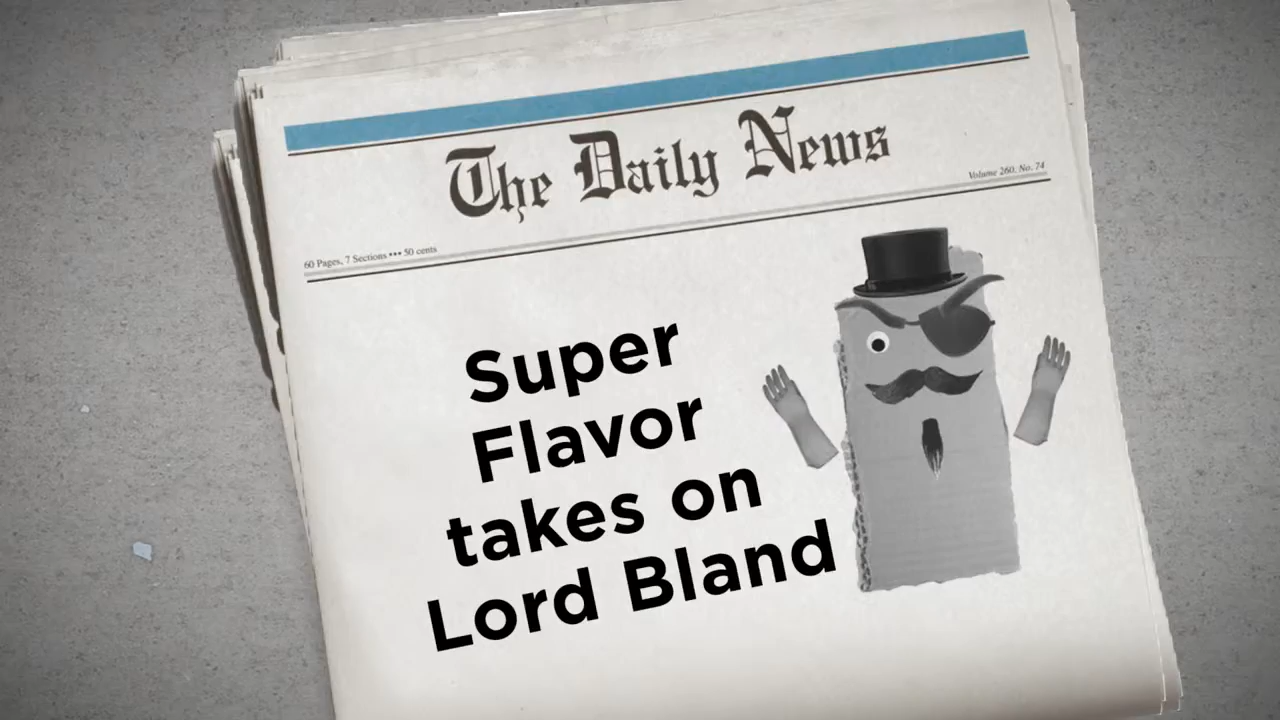 The Daily News
Volume 260. No. 74
60 Pages, 7 Sections ••• 50 cents
Super
Flavor
takes on
Lord Bland